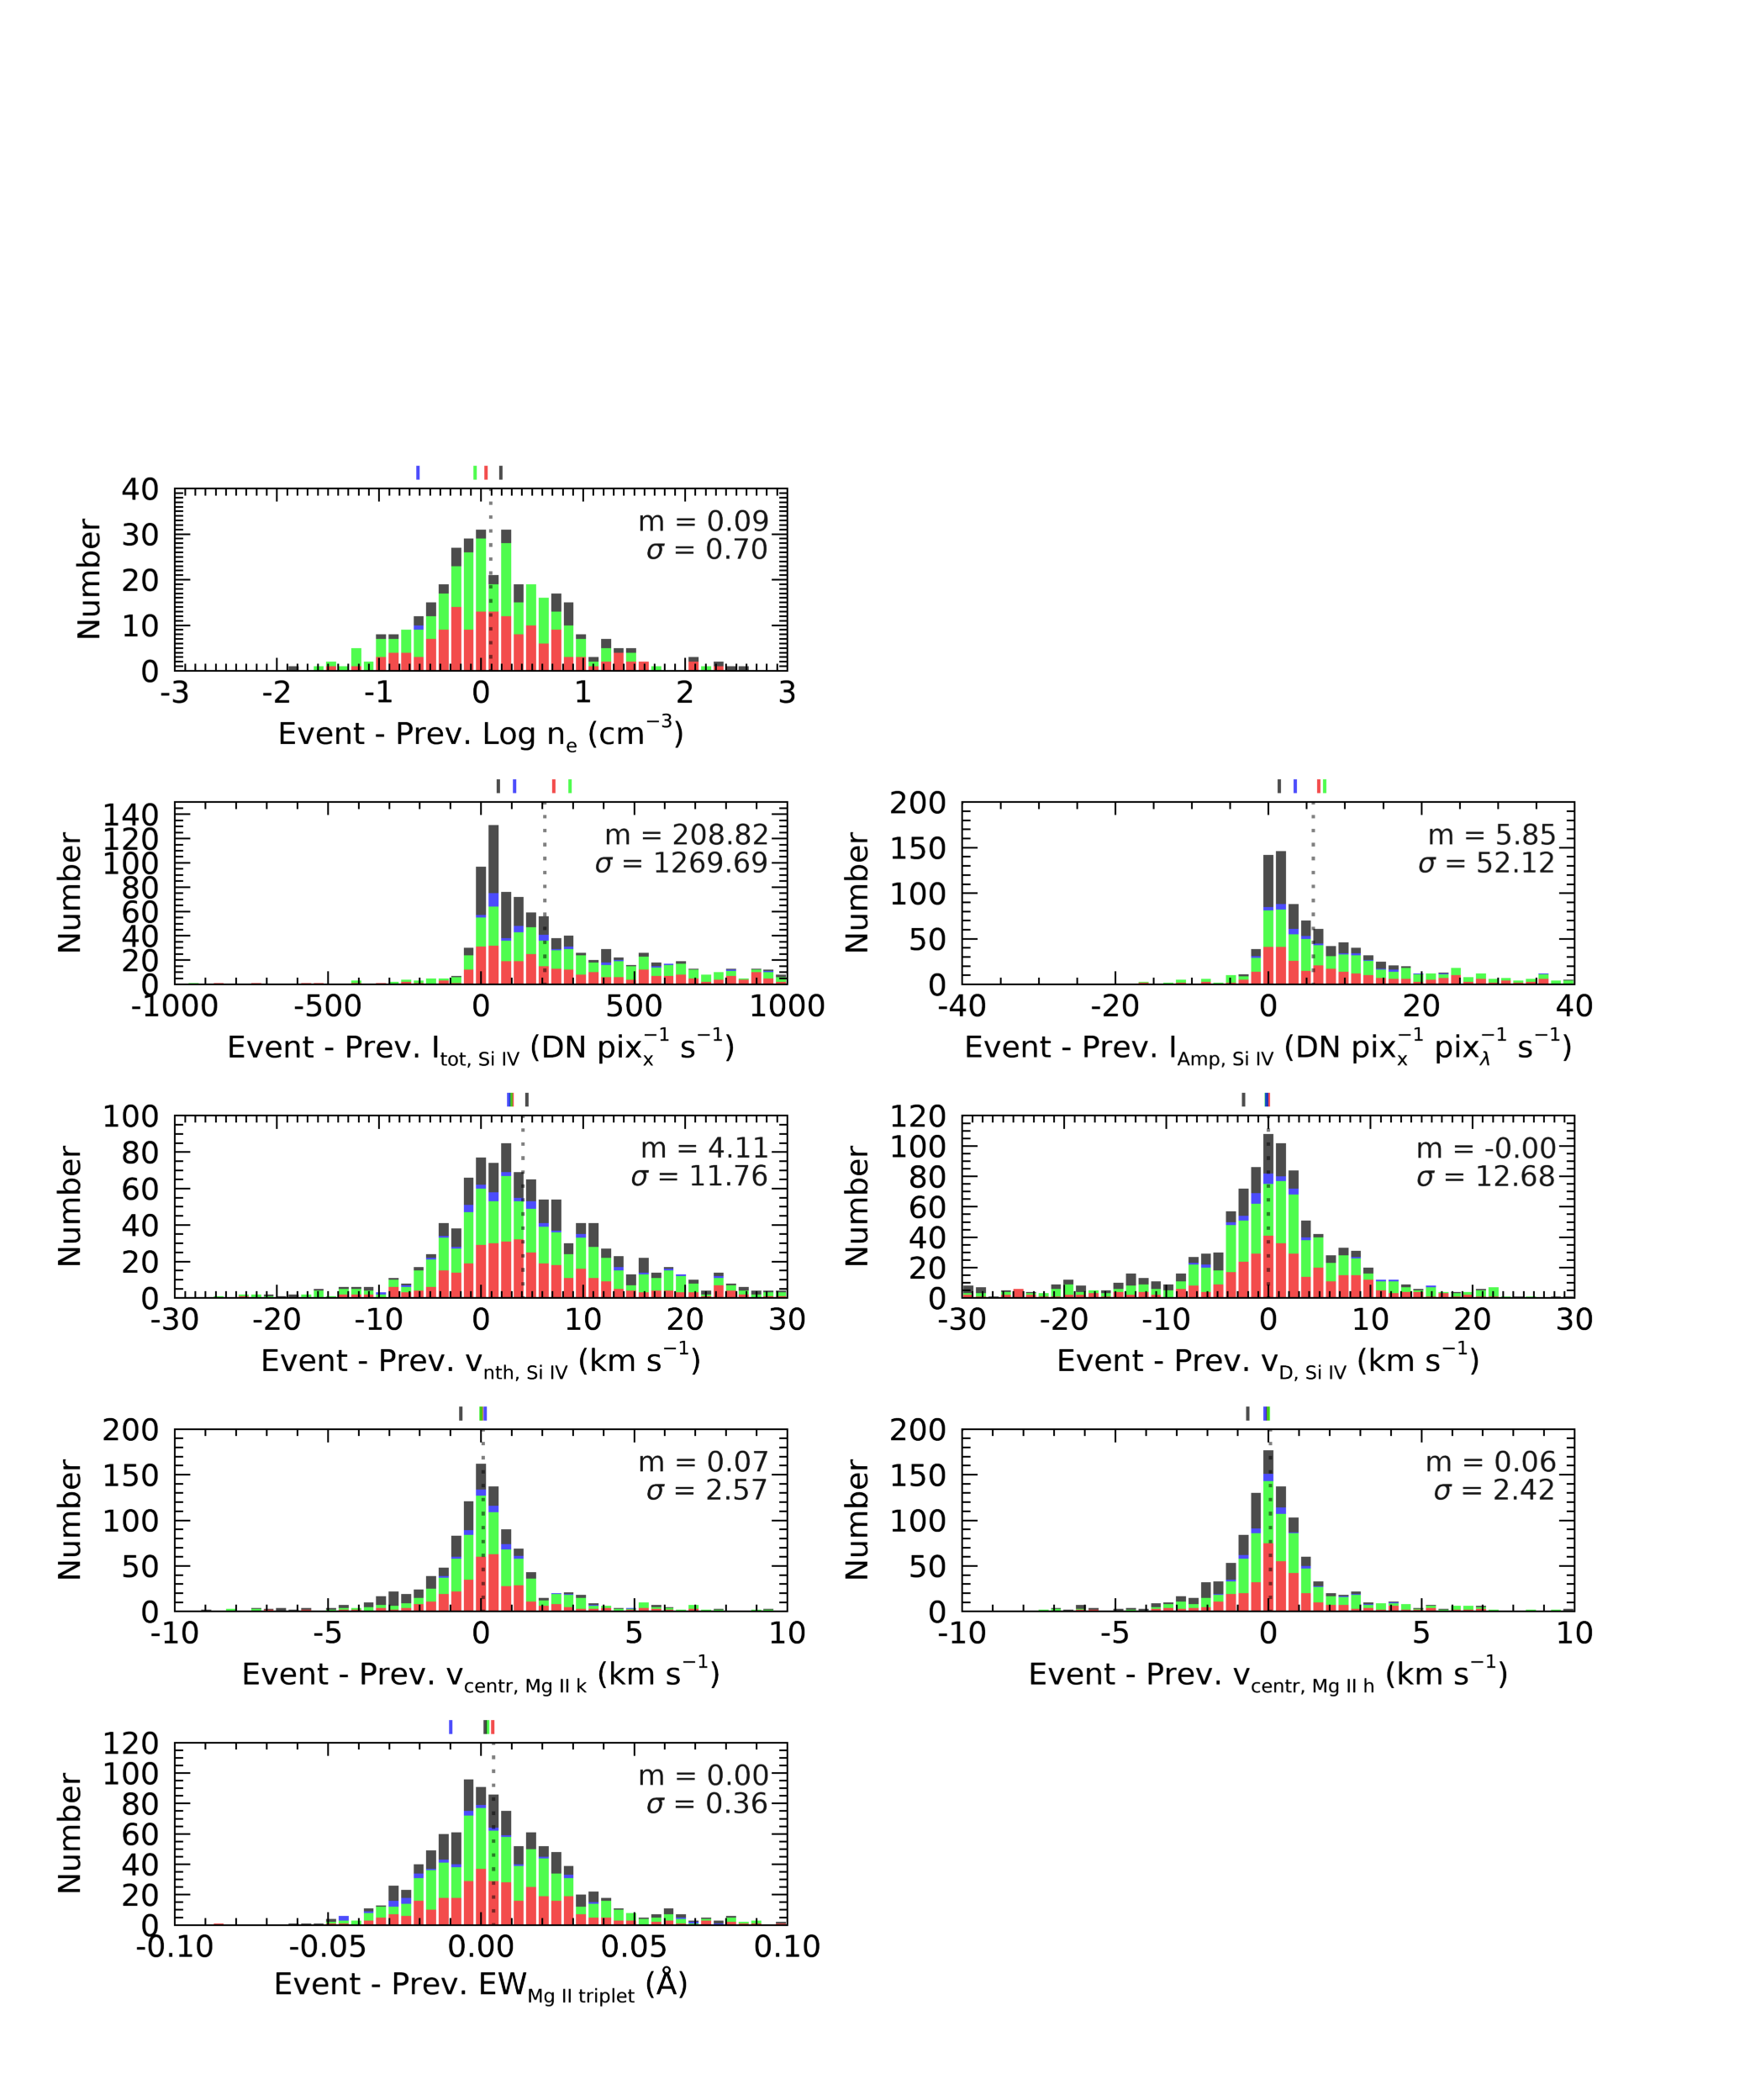 40
30
20
10
0
Number
m = 0.09
σ = 0.70
-3 -2 -1 0 1 2 3
Event - Prev. Log nₑ (cm⁻³)
140
120
100
80
60
40
20
0
Number
m = 208.82
σ = 1269.69
-1000 -500 0 500 1000
Event - Prev. I_tot, Si IV (DN pix_x⁻¹ s⁻¹)
200
150
100
50
0
Number
m = 5.85
σ = 52.12
-40 -20 0 20 40
Event - Prev. I_Amp, Si IV (DN pix_x⁻¹ pix_λ⁻¹ s⁻¹)
100
80
60
40
20
0
Number
m = 4.11
σ = 11.76
-30 -20 -10 0 10 20 30
Event - Prev. v_nth, Si IV (km s⁻¹)
120
100
80
60
40
20
0
Number
m = -0.00
σ = 12.68
-30 -20 -10 0 10 20 30
Event - Prev. v_D, Si IV (km s⁻¹)
200
150
100
50
0
Number
m = 0.07
σ = 2.57
-10 -5 0 5 10
Event - Prev. v_centr, Mg II k (km s⁻¹)
200
150
100
50
0
Number
m = 0.06
σ = 2.42
-10 -5 0 5 10
Event - Prev. v_centr, Mg II h (km s⁻¹)
120
100
80
60
40
20
0
Number
m = 0.00
σ = 0.36
-0.10 -0.05 0.00 0.05 0.10
Event - Prev. EW_Mg II triplet (Å)